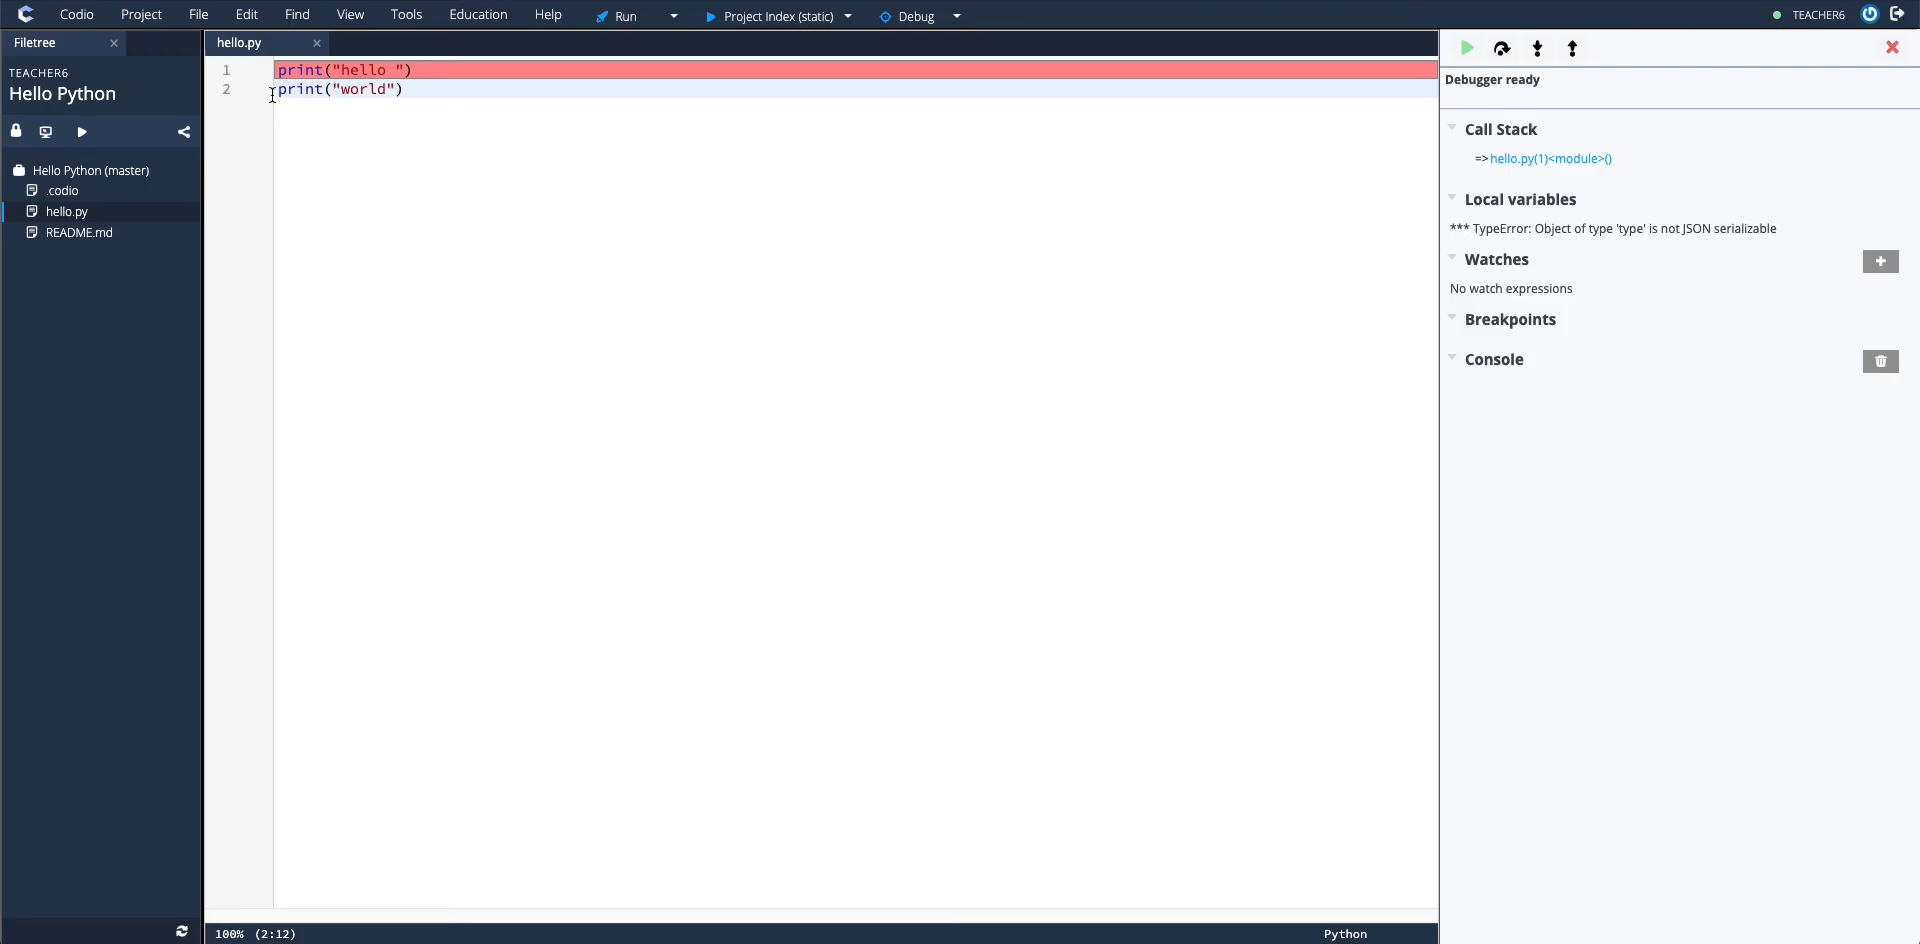 Codio Project File Edit Find View Tools Education Help Run Project Index (static) Debug TEACHER6
Filetree
TEACHER6
Hello Python
Hello Python (master)
.codio
hello.py
README.md
hello.py
1 print("hello ")
2 print("world")
100% (2:12) Python
Debugger ready
Call Stack
=>hello.py(1)<module>()
Local variables
*** TypeError: Object of type 'type' is not JSON serializable
Watches
No watch expressions
Breakpoints
Console